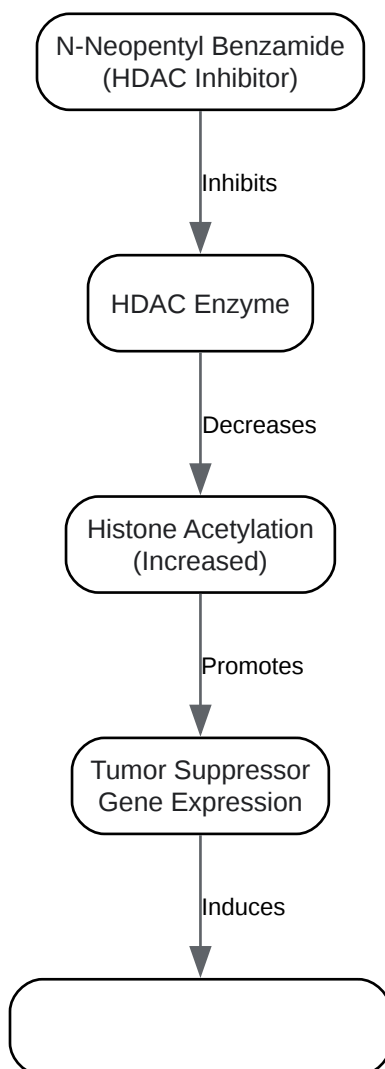 N-Neopentyl Benzamide
(HDAC Inhibitor)
Inhibits
HDAC Enzyme
Decreases
Histone Acetylation
(Increased)
Promotes
Tumor Suppressor
Gene Expression
Induces